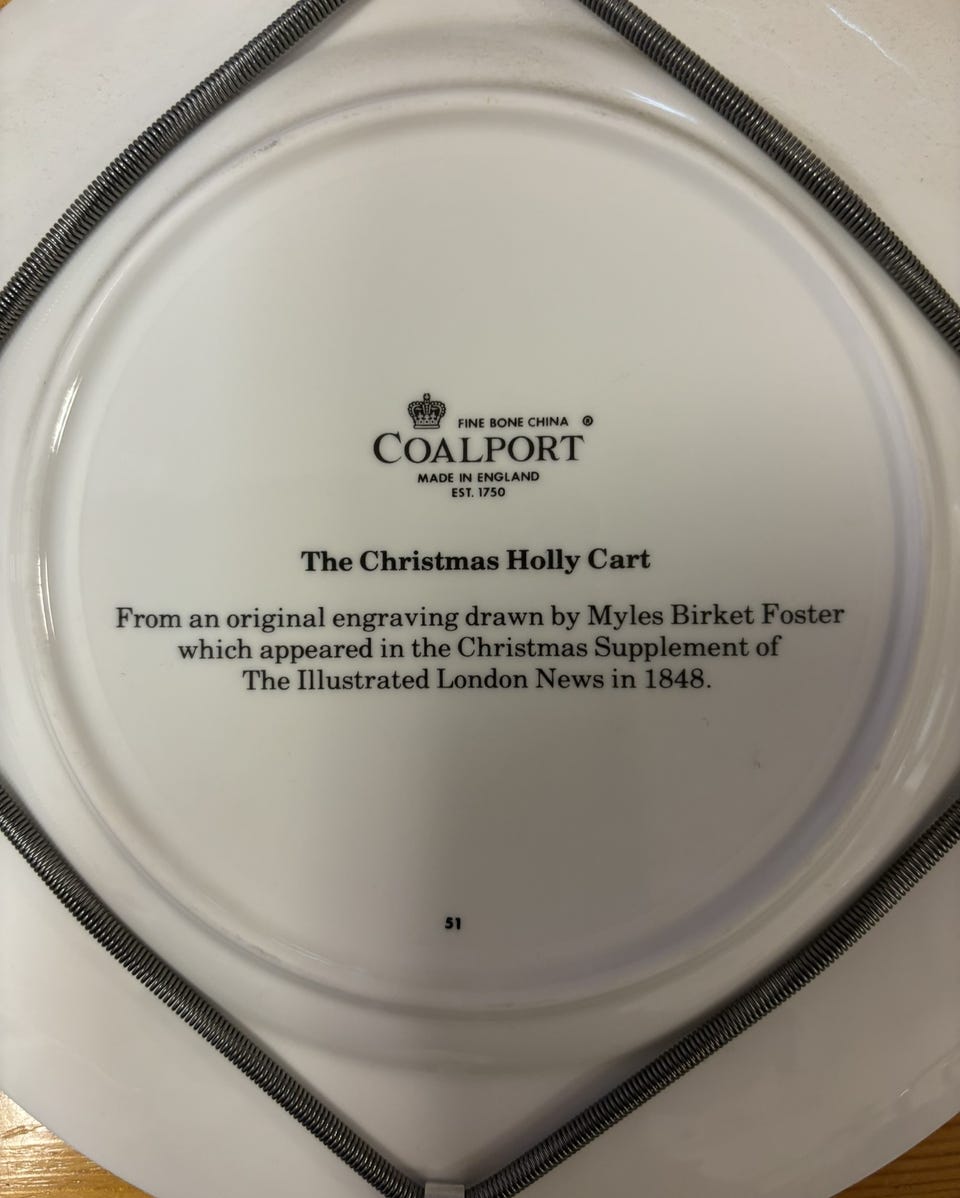 FINE BONE CHINA ®
COALPORT
MADE IN ENGLAND
EST. 1750
The Christmas Holly Cart
From an original engraving drawn by Myles Birket Foster
which appeared in the Christmas Supplement of
The Illustrated London News in 1848.
51